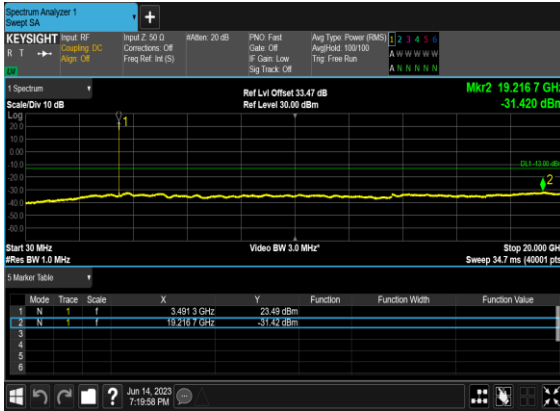 Spectrum Analyzer 1
Swept SA
+
KEYSIGHT
R T
Input: RF
Coupling: DC
Align: Off
Input Z: 50 Ω
Corrections: Off
Freq Ref: Int (S)
#Atten: 20 dB
PNO: Fast
Gate: Off
IF Gain: Low
Sig Track: Off
Avg Type: Power (RMS)
Avg|Hold: 100/100
Trig: Free Run
1 2 3 4 5 6
A W W W W W
A N N N N N
1 Spectrum
Scale/Div 10 dB
Ref Lvl Offset 33.47 dB
Ref Level 30.00 dBm
Mkr2 19.216 7 GHz
-31.420 dBm
Log
20.0
10.0
0.00
-10.0
-20.0
-30.0
-40.0
-50.0
-60.0
1
DL1 -13.00 dBm
2
Start 30 MHz
#Res BW 1.0 MHz
Video BW 3.0 MHz*
Stop 20.000 GH
Sweep 34.7 ms (40001 pts
5 Marker Table
Mode Trace Scale X Y Function Function Width Function Value
1 N 1 f 3.491 3 GHz 23.49 dBm
2 N 1 f 19.216 7 GHz -31.42 dBm
3
4
5
6
?
Jun 14, 2023
7:19:58 PM